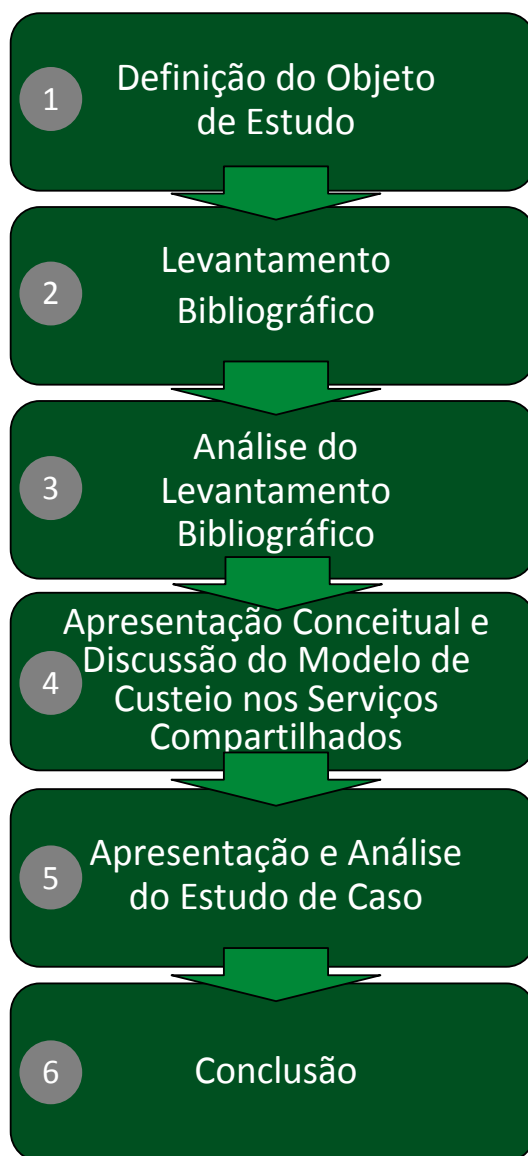 1
Definição do Objeto
de Estudo
2
Levantamento
Bibliográfico
3
Análise do
Levantamento
Bibliográfico
4
Apresentação Conceitual e
Discussão do Modelo de
Custeio nos Serviços
Compartilhados
5
Apresentação e Análise
do Estudo de Caso
6
Conclusão